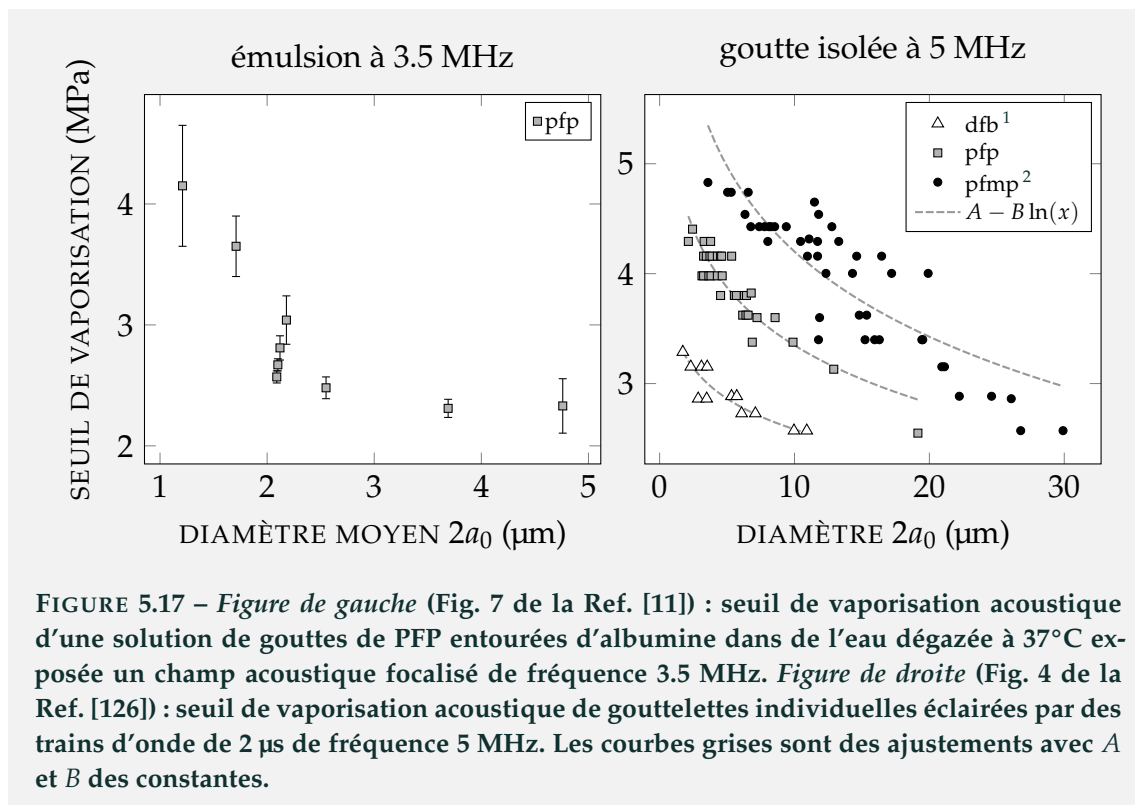 émulsion à 3.5 MHz
goutte isolée à 5 MHz
SEUIL DE VAPORISATION (MPa)
4
3
2
1 2 3 4 5
DIAMÈTRE MOYEN 2a₀ (µm)
pfp
5
4
3
0 10 20 30
DIAMÈTRE 2a₀ (µm)
dfb¹
pfp
pfmp²
A − B ln(x)
FIGURE 5.17 – Figure de gauche (Fig. 7 de la Ref. [11]) : seuil de vaporisation acoustique
d'une solution de gouttes de PFP entourées d'albumine dans de l'eau dégazée à 37°C ex-
posée un champ acoustique focalisé de fréquence 3.5 MHz. Figure de droite (Fig. 4 de la
Ref. [126]) : seuil de vaporisation acoustique de gouttelettes individuelles éclairées par des
trains d'onde de 2 µs de fréquence 5 MHz. Les courbes grises sont des ajustements avec A
et B des constantes.